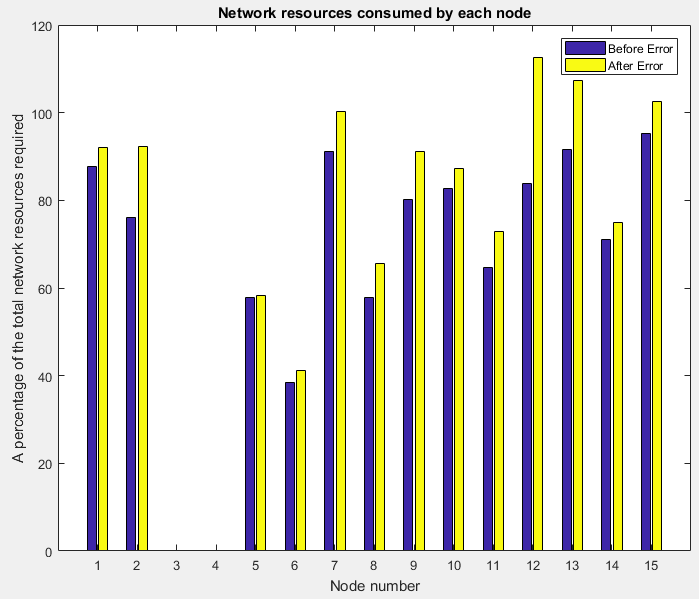 Network resources consumed by each node
Before Error
After Error
A percentage of the total network resources required
120
100
80
60
40
20
0
1 2 3 4 5 6 7 8 9 10 11 12 13 14 15
Node number